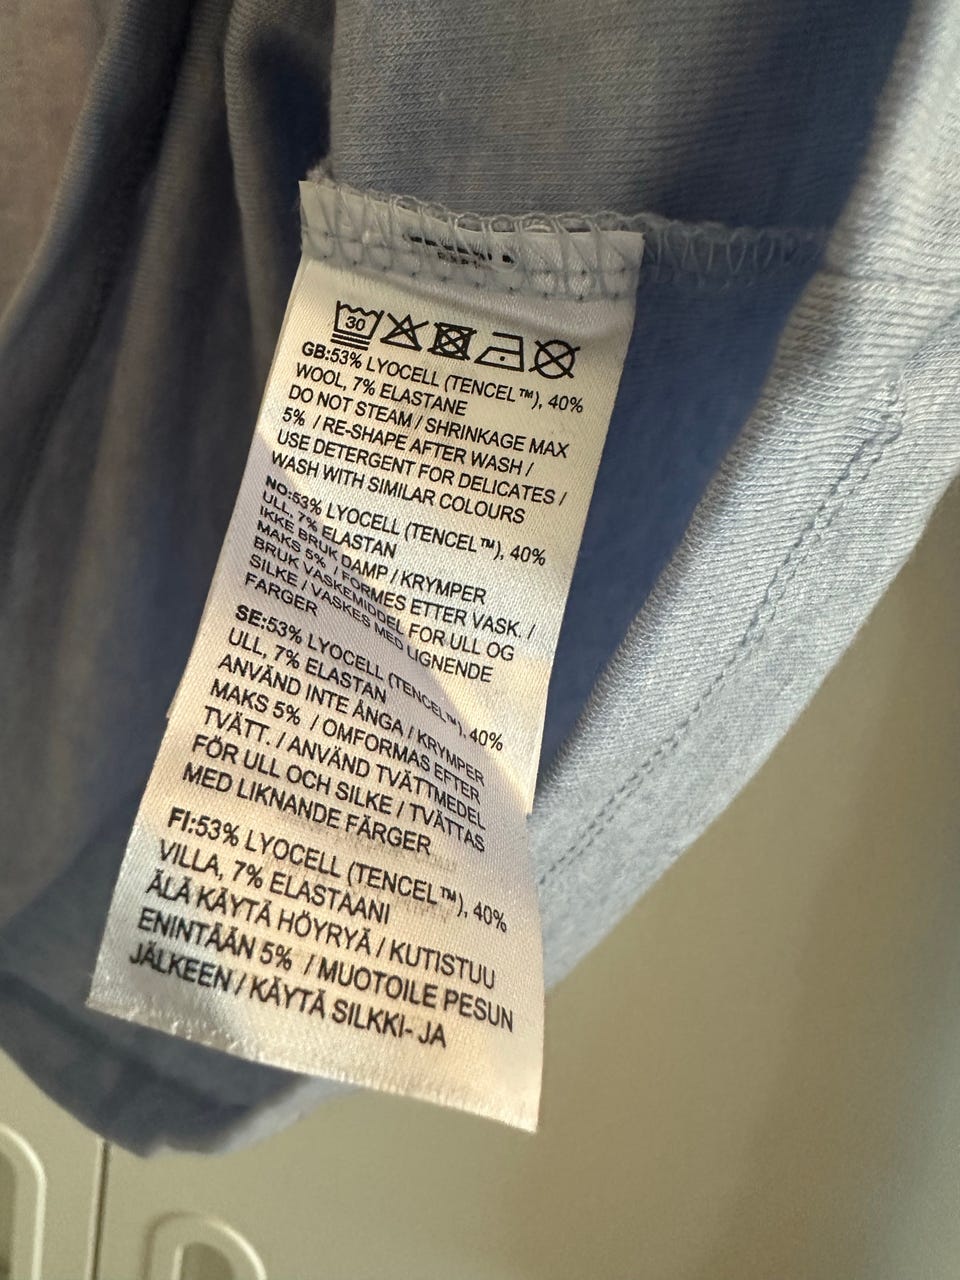 30
GB:53% LYOCELL (TENCEL™), 40%
WOOL, 7% ELASTANE
DO NOT STEAM / SHRINKAGE MAX
5% / RE-SHAPE AFTER WASH /
USE DETERGENT FOR DELICATES /
WASH WITH SIMILAR COLOURS
NO:53% LYOCELL (TENCEL™), 40%
ULL, 7% ELASTAN
IKKE BRUK DAMP / KRYMPER
MAKS 5% / FORMES ETTER VASK. /
BRUK VASKEMIDDEL FOR ULL OG
SILKE / VASKES MED LIGNENDE
FARGER
SE:53% LYOCELL (TENCEL™), 40%
ULL, 7% ELASTAN
ANVÄND INTE ÅNGA / KRYMPER
MAKS 5% / OMFORMAS EFTER
TVÄTT. / ANVÄND TVÄTTMEDEL
FÖR ULL OCH SILKE / TVÄTTAS
MED LIKNANDE FÄRGER
FI:53% LYOCELL (TENCEL™), 40%
VILLA, 7% ELASTAANI
ÄLÄ KÄYTÄ HÖYRYÄ / KUTISTUU
ENINTÄÄN 5% / MUOTOILE PESUN
JÄLKEEN / KÄYTÄ SILKKI- JA